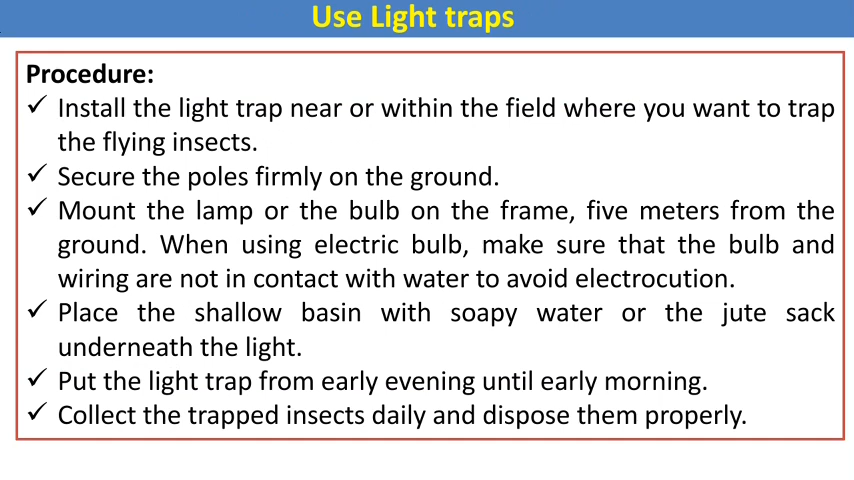 Use Light traps
Procedure:
✓ Install the light trap near or within the field where you want to trap
the flying insects.
✓ Secure the poles firmly on the ground.
✓ Mount the lamp or the bulb on the frame, five meters from the
ground. When using electric bulb, make sure that the bulb and
wiring are not in contact with water to avoid electrocution.
✓ Place the shallow basin with soapy water or the jute sack
underneath the light.
✓ Put the light trap from early evening until early morning.
✓ Collect the trapped insects daily and dispose them properly.